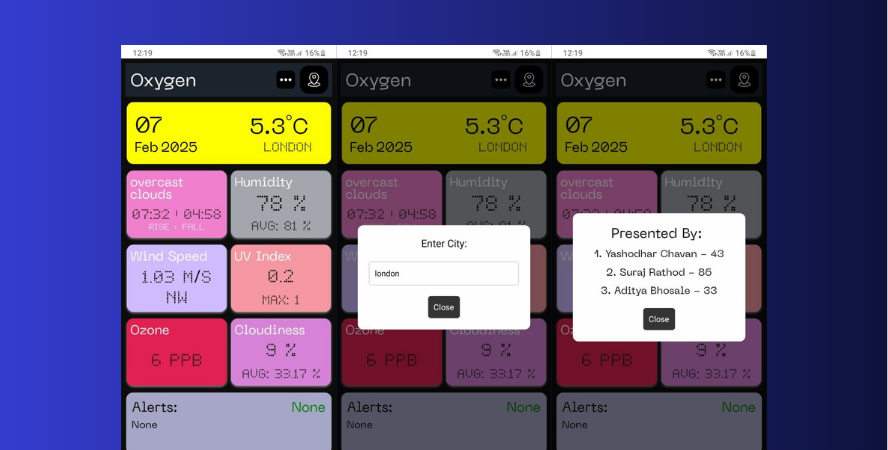 12:19
16%
Oxygen
07
5.3°C
Feb 2025
LONDON
overcast
clouds
07:32 | 04:58
RISE | FALL
Humidity
78 %
AVG: 81 %
Wind Speed
1.03 M/S
NW
UV Index
0.2
MAX: 1
Ozone
6 PPB
Cloudiness
9 %
AVG: 33.17 %
Alerts:
None
None
12:19
16%
Oxygen
07
5.3°C
Feb 2025
LONDON
overcast
clouds
07:32 | 04:58
Humidity
78 %
Enter City:
london
Close
Ozone
6 PPB
Cloudiness
9 %
AVG: 33.17 %
Alerts:
None
None
12:19
16%
Oxygen
07
5.3°C
Feb 2025
LONDON
overcast
clouds
Humidity
78 %
Presented By:
1. Yashodhar Chavan - 43
2. Suraj Rathod - 86
3. Aditya Bhosale - 33
Close
6 PPB
9 %
AVG: 33.17 %
Alerts:
None
None